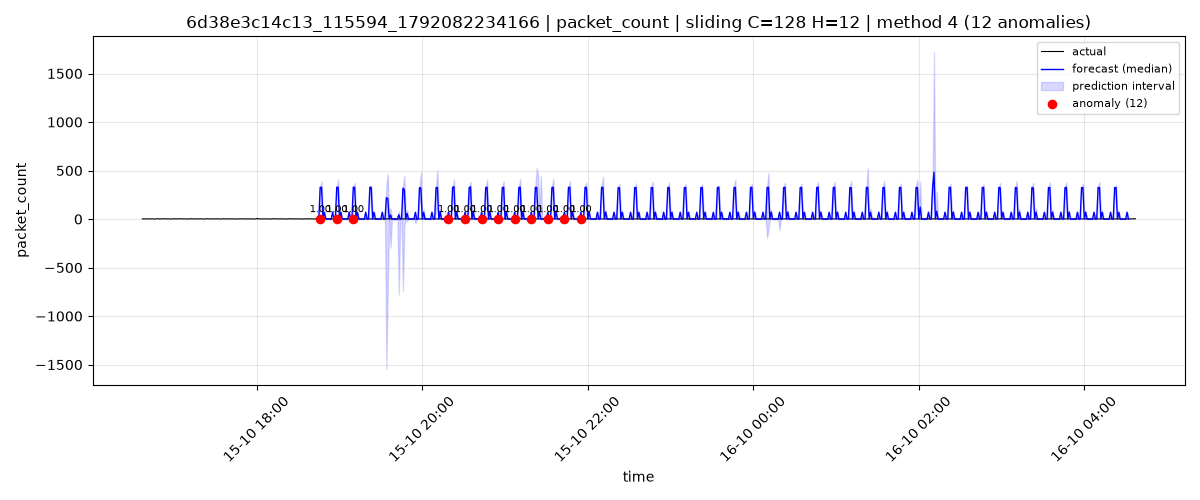 6d38e3c14c13_115594_1792082234166 | packet_count | sliding C=128 H=12 | method 4 (12 anomalies)
actual
forecast (median)
prediction interval
anomaly (12)
packet_count
1500
1000
500
0
−500
−1000
−1500
15-10 18:00
15-10 20:00
15-10 22:00
16-10 00:00
16-10 02:00
16-10 04:00
time